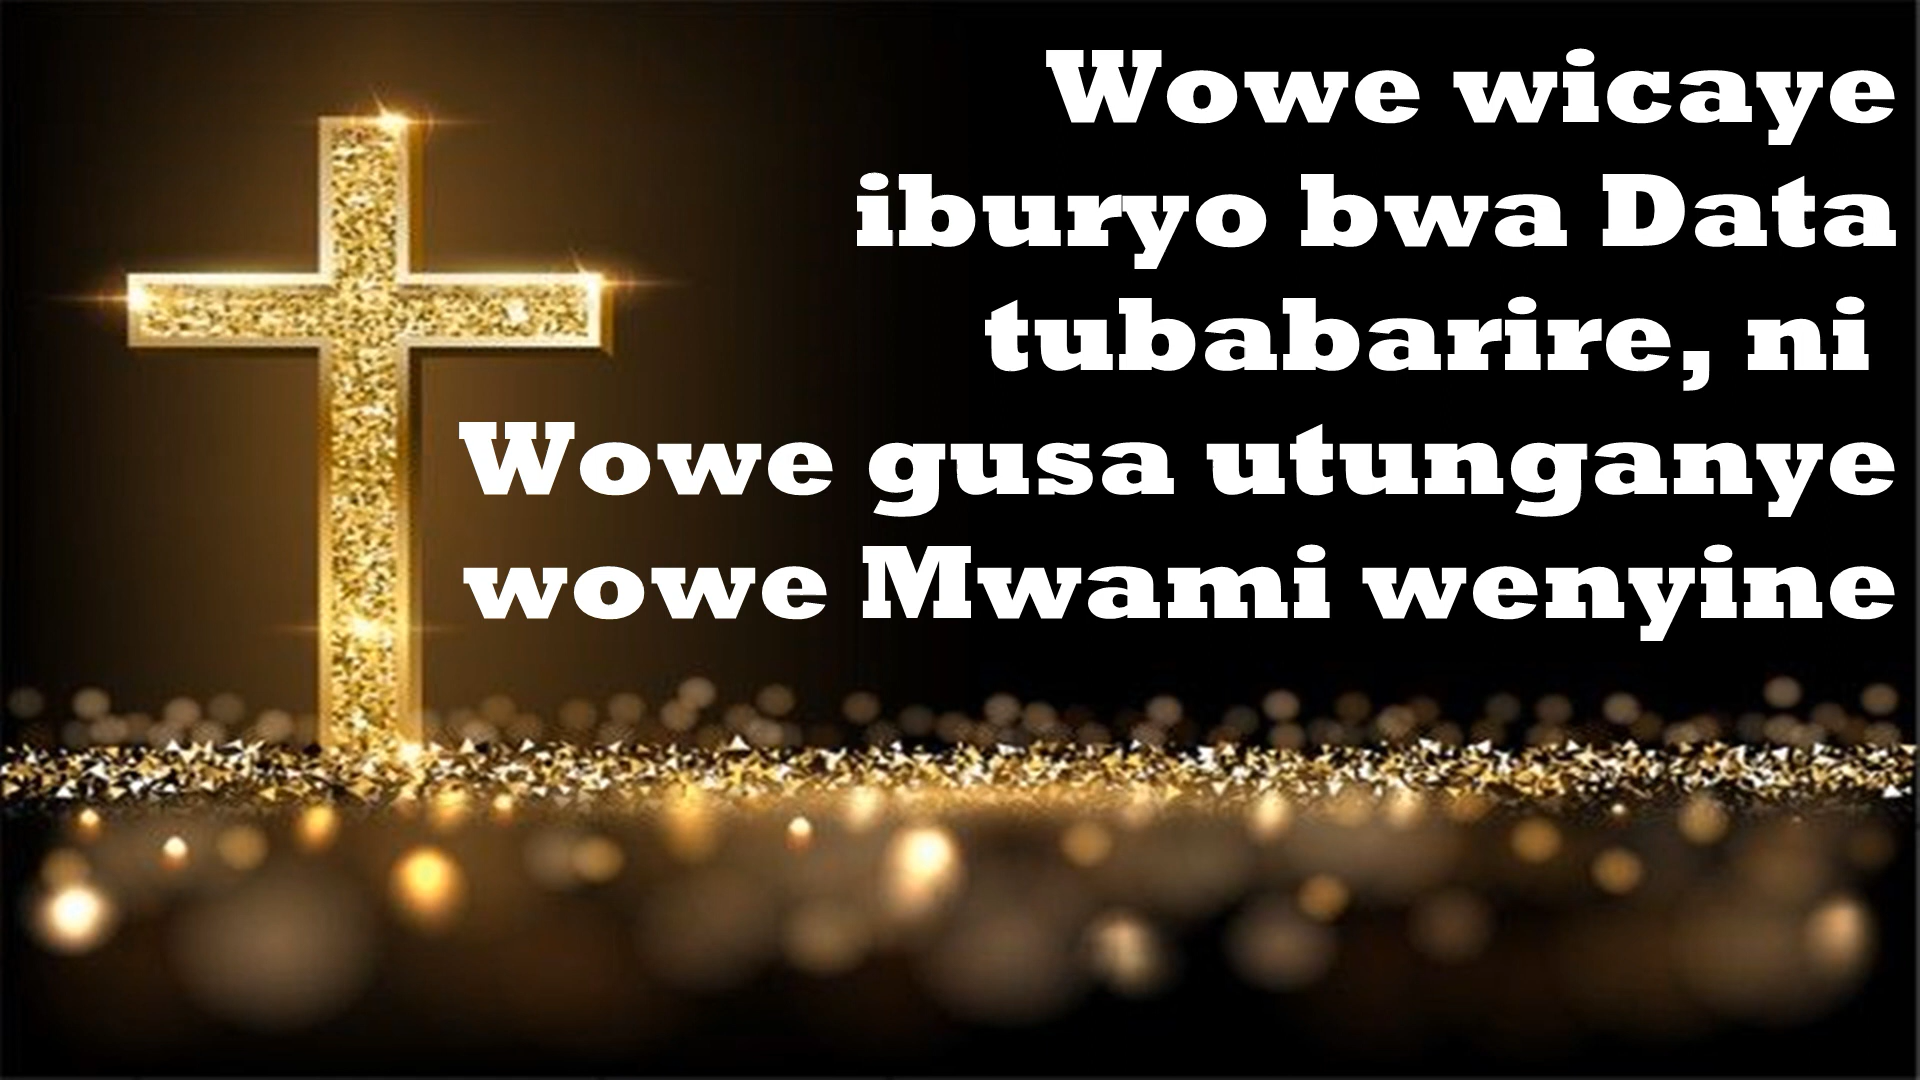 Wowe wicaye
iburyo bwa Data
tubabarire, ni
Wowe gusa utunganye
wowe Mwami wenyine